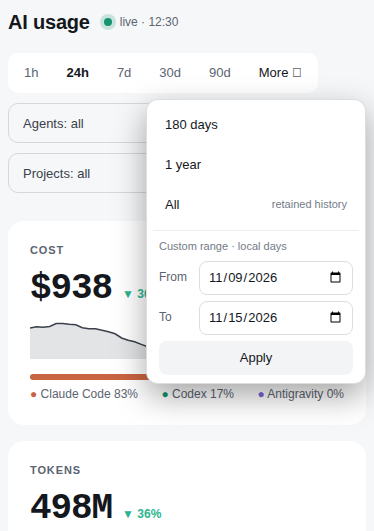 AI usage
live · 12:30
1h 24h 7d 30d 90d More
Agents: all
Projects: all
180 days
1 year
All retained history
Custom range · local days
From 11/09/2026
To 11/15/2026
Apply
COST
$938 ▼
● Claude Code 83% ● Codex 17% ● Antigravity 0%
TOKENS
498M ▼ 36%